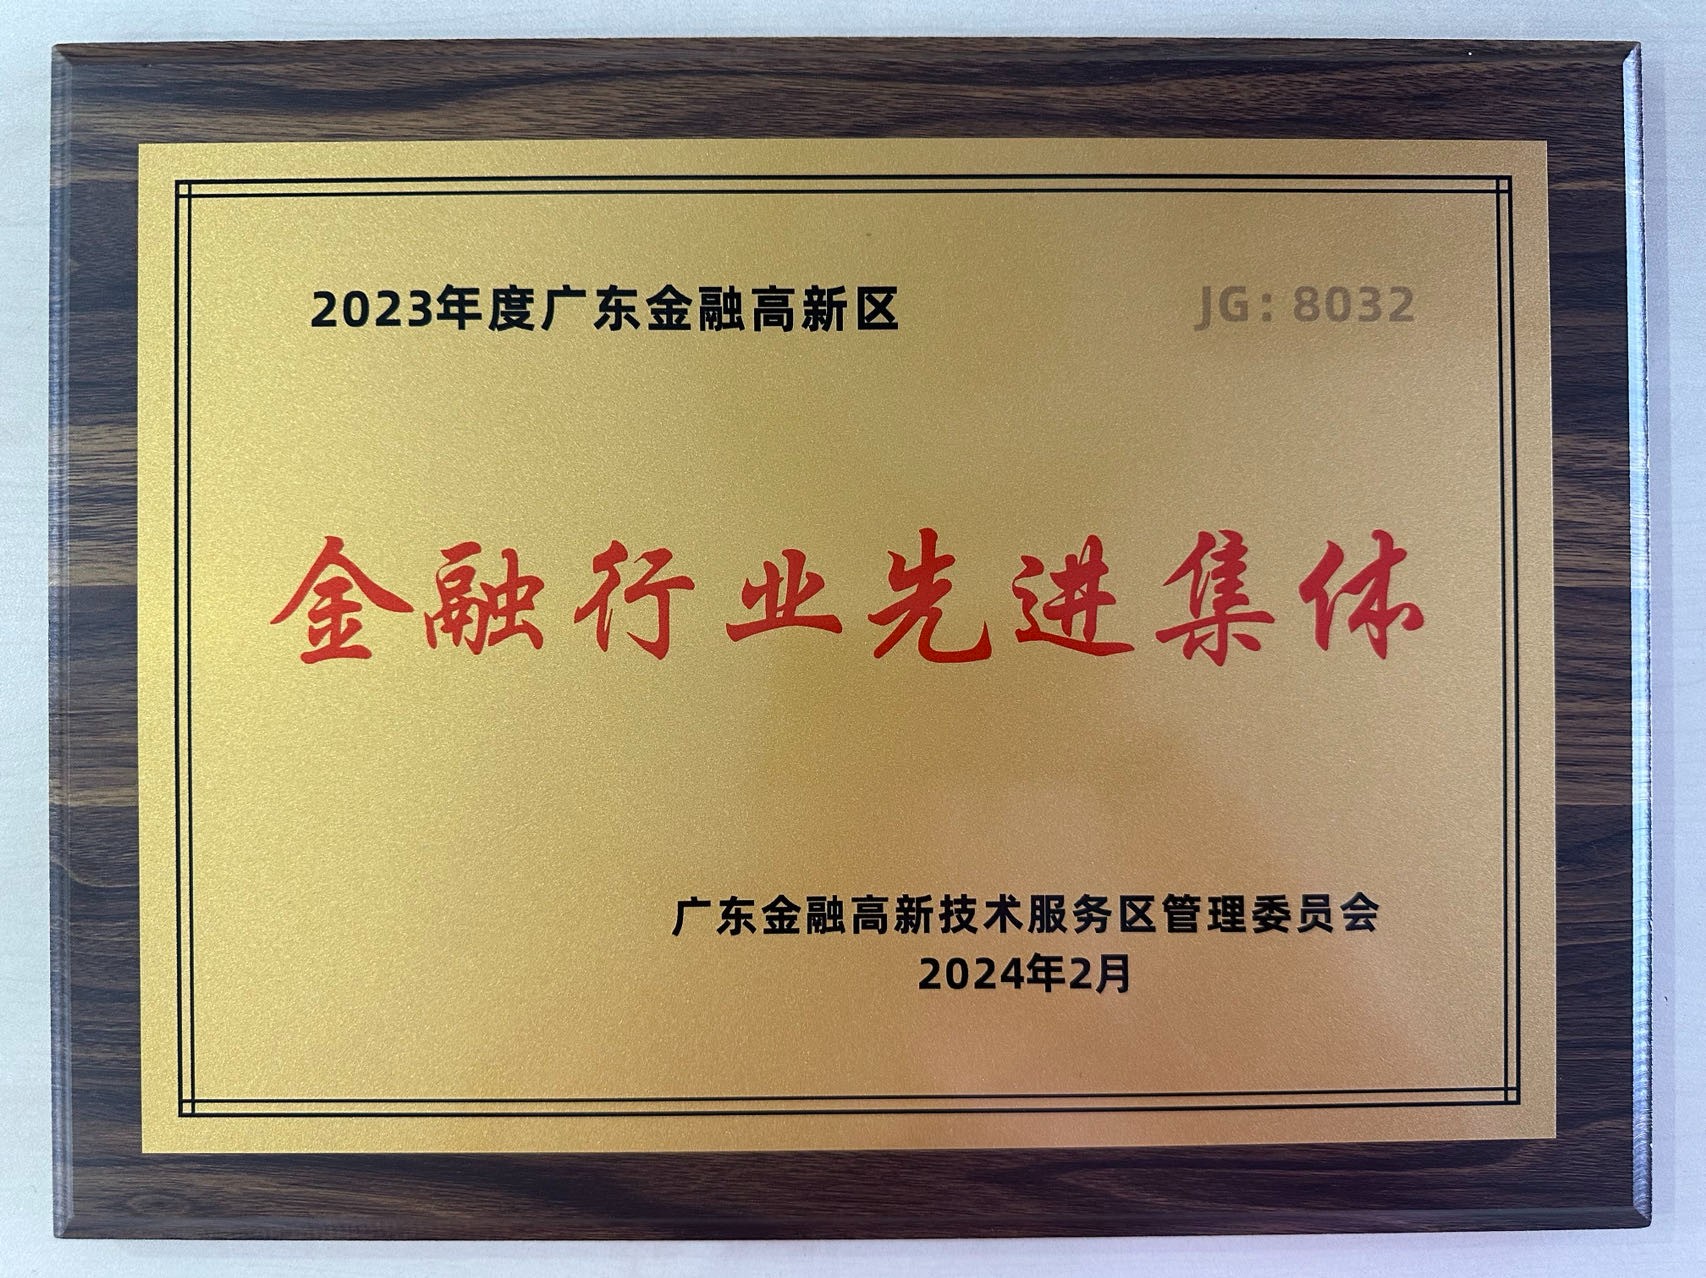 2023年度广东金融高新区
JG: 8032
金融行业先进集体
广东金融高新技术服务区管理委员会
2024年2月